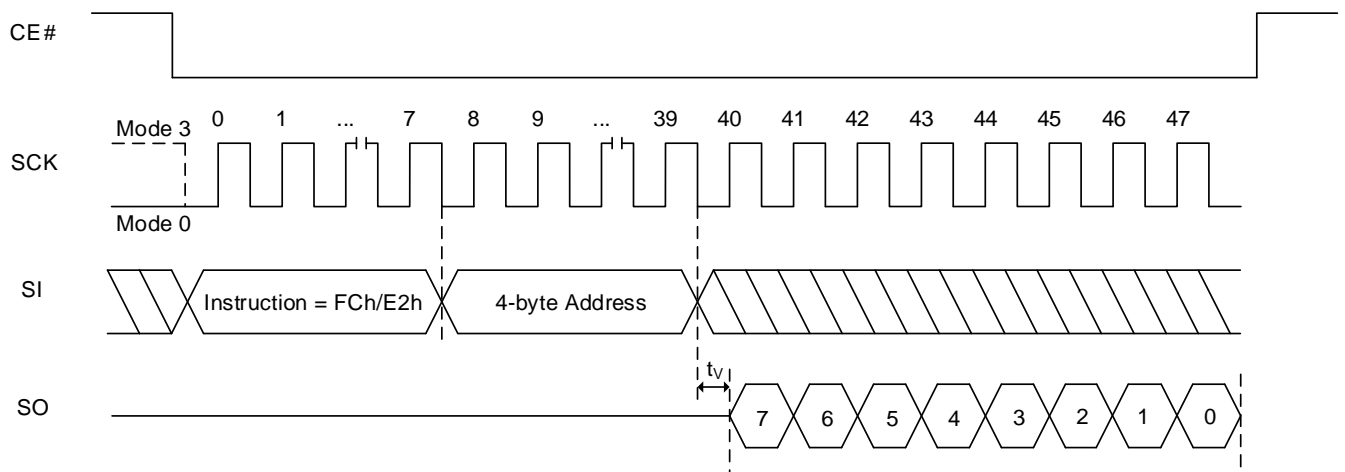 CE#
Mode 3 0 1 ... 7 8 9 ... 39 40 41 42 43 44 45 46 47
SCK
Mode 0
SI Instruction = FCh/E2h 4-byte Address
tV
SO 7 6 5 4 3 2 1 0